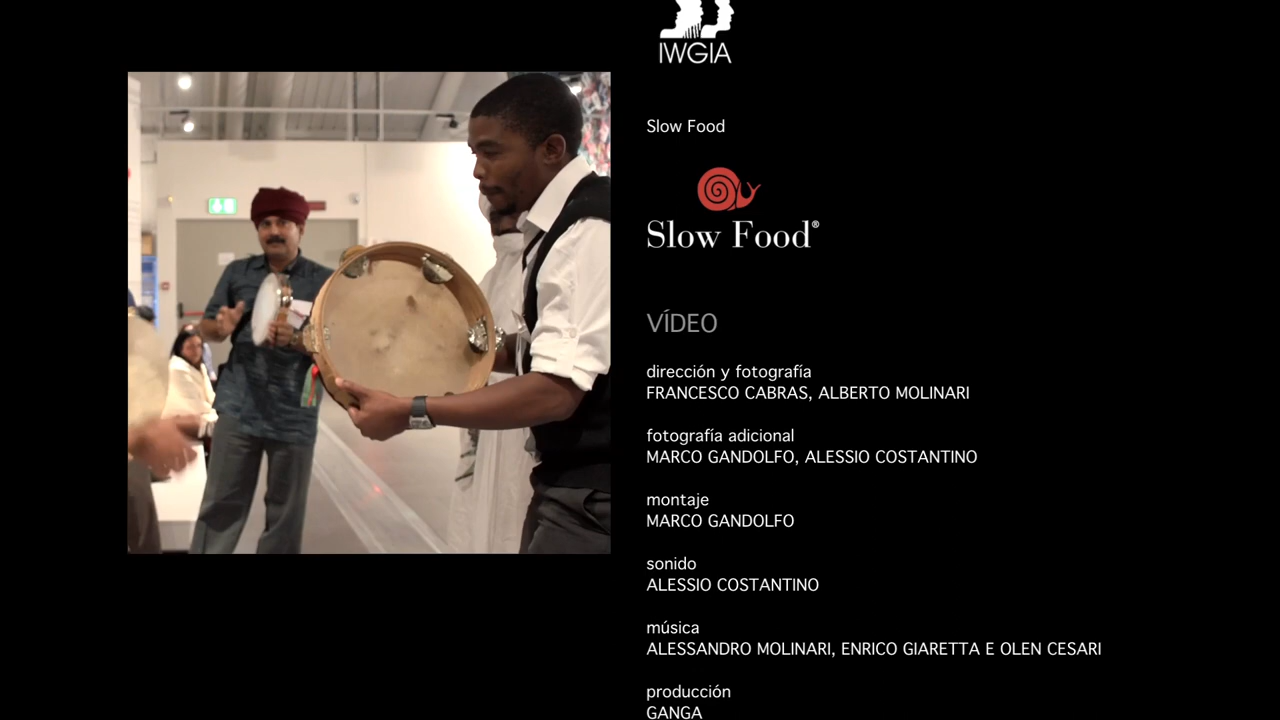 IWGIA
Slow Food
Slow Food®
VÍDEO
dirección y fotografía
FRANCESCO CABRAS, ALBERTO MOLINARI
fotografía adicional
MARCO GANDOLFO, ALESSIO COSTANTINO
montaje
MARCO GANDOLFO
sonido
ALESSIO COSTANTINO
música
ALESSANDRO MOLINARI, ENRICO GIARETTA E OLEN CESARI
producción
GANGA